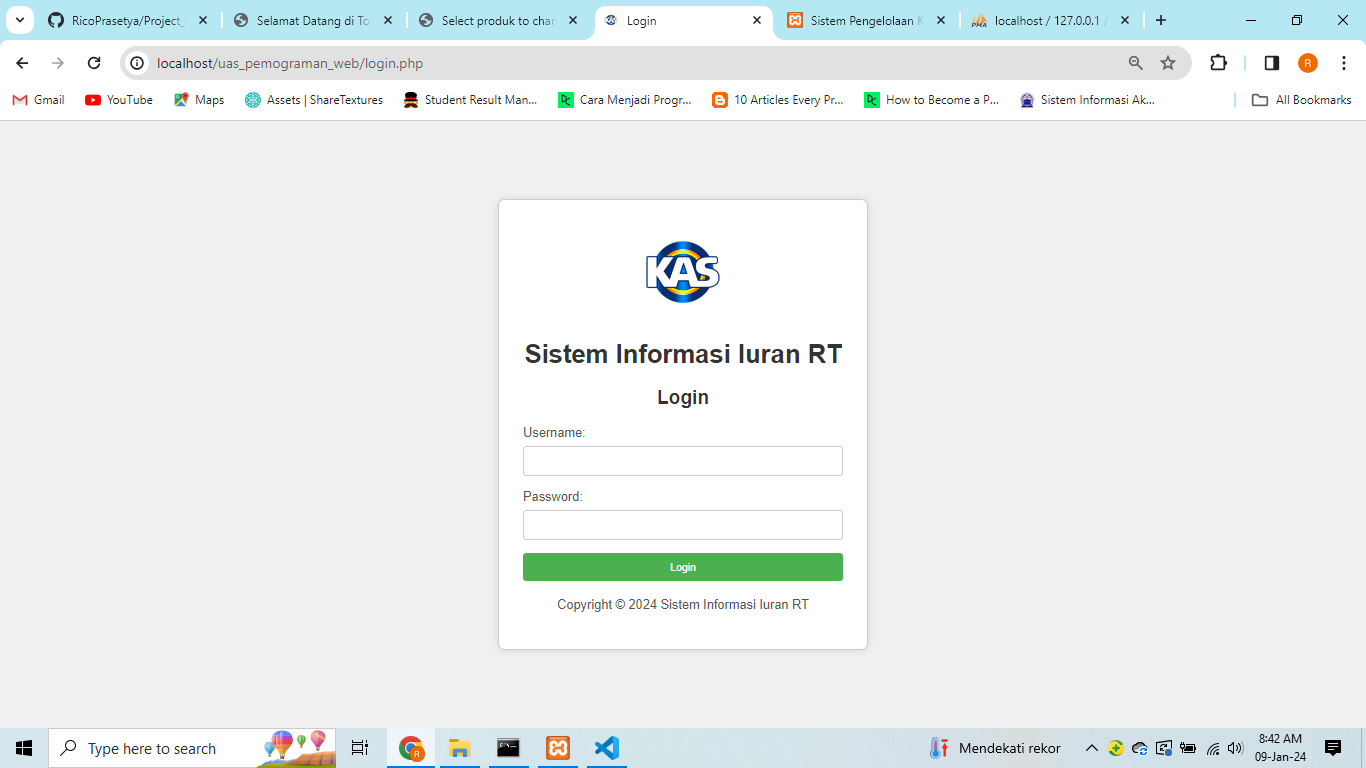 RicoPrasetya/Project_
Selamat Datang di To
Select produk to chan
Login
Sistem Pengelolaan K
localhost / 127.0.0.1 /
localhost/uas_pemograman_web/login.php
R
Gmail
YouTube
Maps
Assets | ShareTextures
Student Result Man...
Cara Menjadi Progr...
10 Articles Every Pr...
How to Become a P...
Sistem Informasi Ak...
All Bookmarks
KAS
Sistem Informasi Iuran RT
Login
Username:
Password:
Login
Copyright © 2024 Sistem Informasi Iuran RT
Type here to search
Mendekati rekor
8:42 AM
09-Jan-24